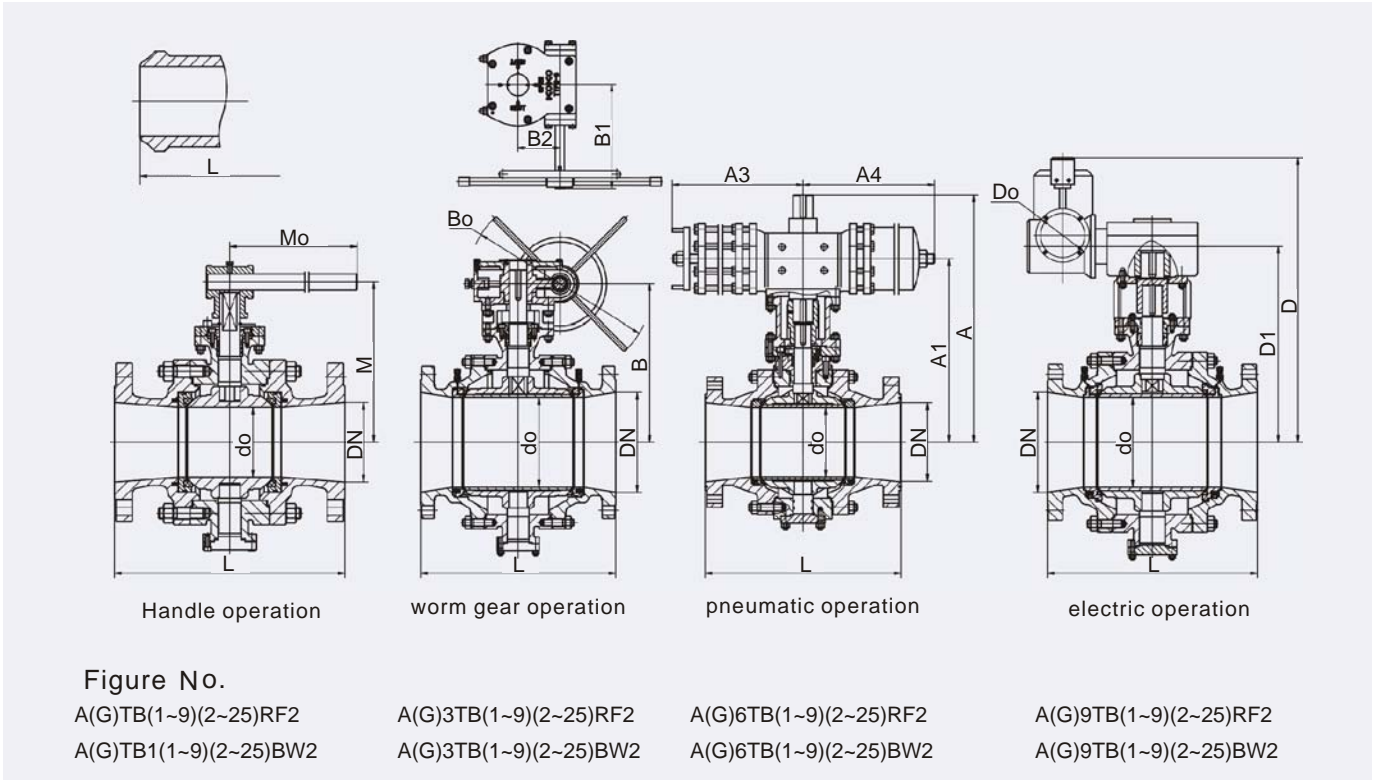 L
B2
B1
Mo
M
do
DN
L
Handle operation
Bo
B
do
DN
L
worm gear operation
A3
A4
A
A1
do
DN
L
pneumatic operation
Do
D
D1
DN
do
L
electric operation
Figure No.
A(G)TB(1~9)(2~25)RF2
A(G)3TB(1~9)(2~25)RF2
A(G)6TB(1~9)(2~25)RF2
A(G)9TB(1~9)(2~25)RF2
A(G)TB1(1~9)(2~25)BW2
A(G)3TB(1~9)(2~25)BW2
A(G)6TB(1~9)(2~25)BW2
A(G)9TB(1~9)(2~25)BW2